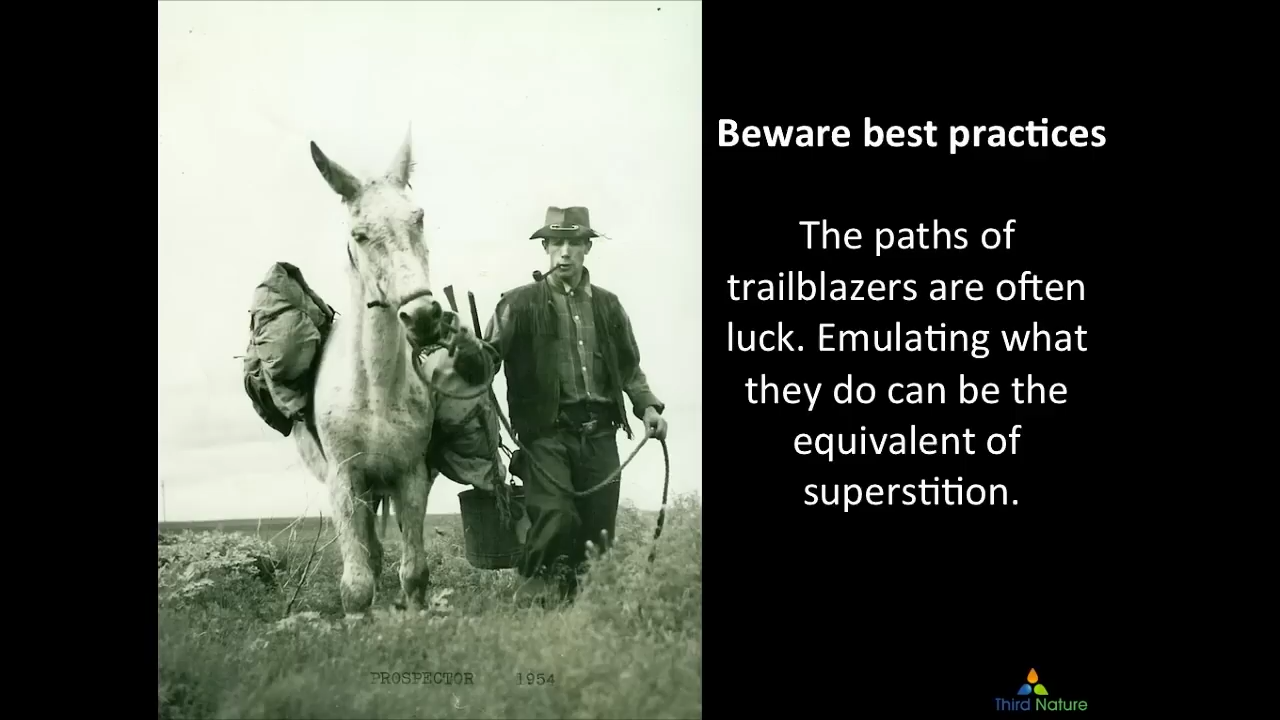 Beware best practices
The paths of
trailblazers are often
luck. Emulating what
they do can be the
equivalent of
superstition.
PROSPECTOR 1954
Third Nature